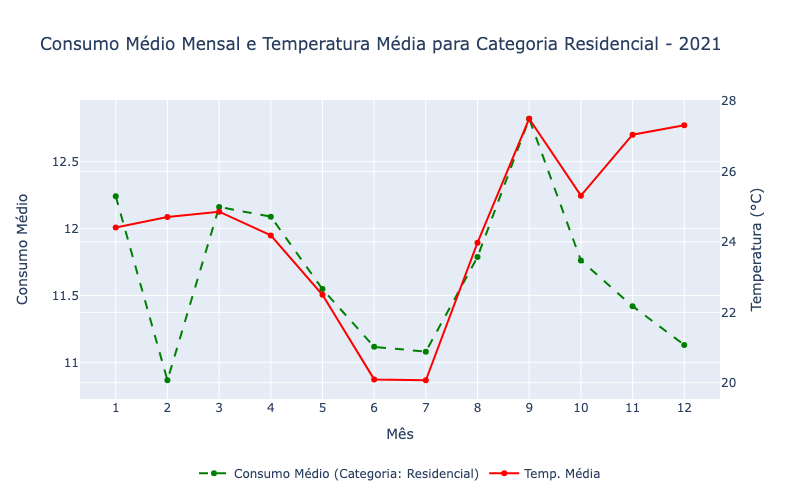 Consumo Médio Mensal e Temperatura Média para Categoria Residencial - 2021
28
12.5
26
12
24
11.5
22
11
20
Consumo Médio
Temperatura (°C)
1 2 3 4 5 6 7 8 9 10 11 12
Mês
Consumo Médio (Categoria: Residencial) Temp. Média